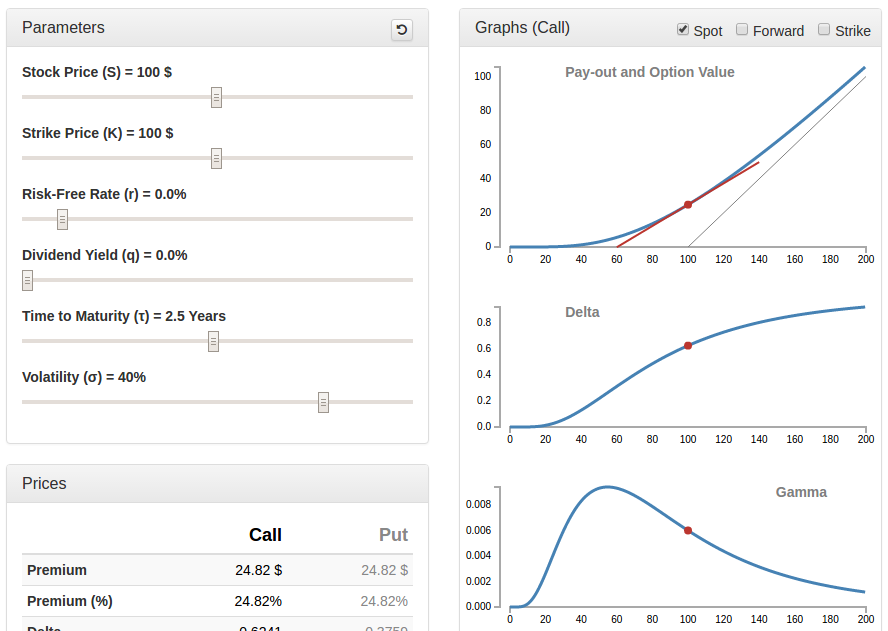 Parameters
Stock Price (S) = 100 $
Strike Price (K) = 100 $
Risk-Free Rate (r) = 0.0%
Dividend Yield (q) = 0.0%
Time to Maturity (τ) = 2.5 Years
Volatility (σ) = 40%
Prices
Call Put
Premium 24.82 $ 24.82 $
Premium (%) 24.82% 24.82%
Delta 0.6241 0.3759
Graphs (Call) Spot Forward Strike
Pay-out and Option Value
100
80
60
40
20
0
0 20 40 60 80 100 120 140 160 180 200
Delta
0.8
0.6
0.4
0.2
0.0
0 20 40 60 80 100 120 140 160 180 200
Gamma
0.008
0.006
0.004
0.002
0.000
0 20 40 60 80 100 120 140 160 180 200